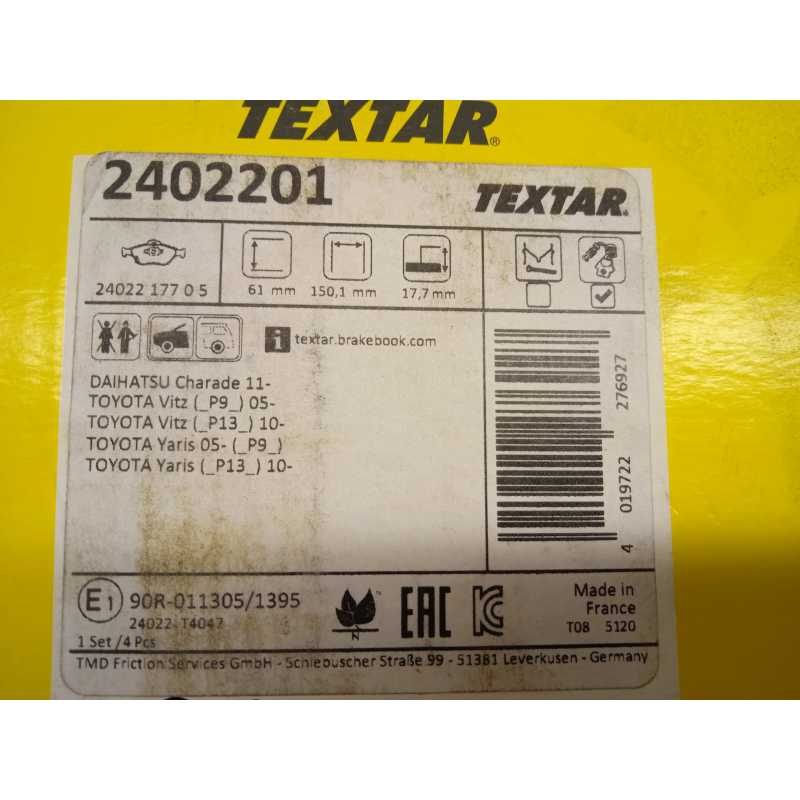 TEXTAR®
2402201
TEXTAR®
24022 177 0 5
61 mm
150,1 mm
17,7 mm
i textar.brakebook.com
DAIHATSU Charade 11-
TOYOTA Vitz (_P9_) 05-
TOYOTA Vitz (_P13_) 10-
TOYOTA Yaris 05- (_P9_)
TOYOTA Yaris (_P13_) 10-
4 019722 276927
E1 90R-011305/1395
24022 T4047
1 Set /4 Pcs
N
EAC
KC
Made in
France
T08 5120
TMD Friction Services GmbH - Schlebuscher Straße 99 - 51381 Leverkusen - Germany